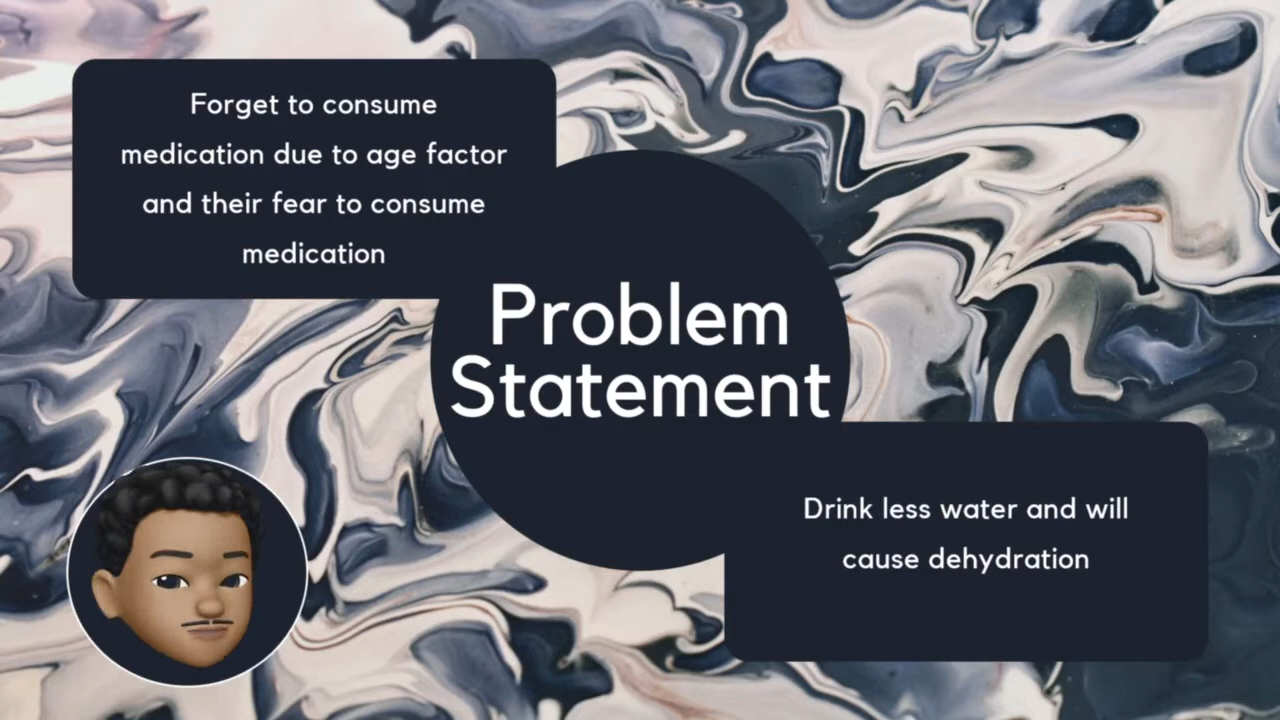 Forget to consume
medication due to age factor
and their fear to consume
medication
Problem
Statement
Drink less water and will
cause dehydration